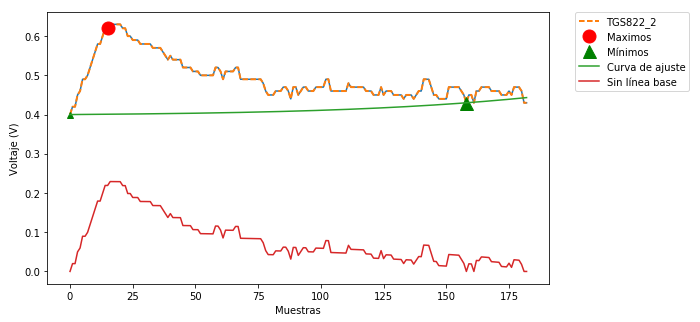 TGS822_2
Maximos
Mínimos
Curva de ajuste
Sin línea base
Voltaje (V)
0.6
0.5
0.4
0.3
0.2
0.1
0.0
0 25 50 75 100 125 150 175
Muestras